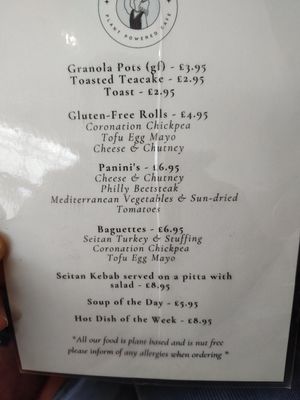 PLANT POWERED CAFE
Granola Pots (gf) - £3.95
Toasted Teacake - £2.95
Toast - £2.95
Gluten-Free Rolls - £4.95
Coronation Chickpea
Tofu Egg Mayo
Cheese & Chutney
Panini's - £6.95
Cheese & Chutney
Philly Beetsteak
Mediterranean Vegetables & Sun-dried
Tomatoes
Baguettes - £6.95
Seitan Turkey & Stuffing
Coronation Chickpea
Tofu Egg Mayo
Seitan Kebab served on a pitta with
salad - £8.95
Soup of the Day - £5.95
Hot Dish of the Week - £8.95
*All our food is plant based and is nut free
please inform of any allergies when ordering *